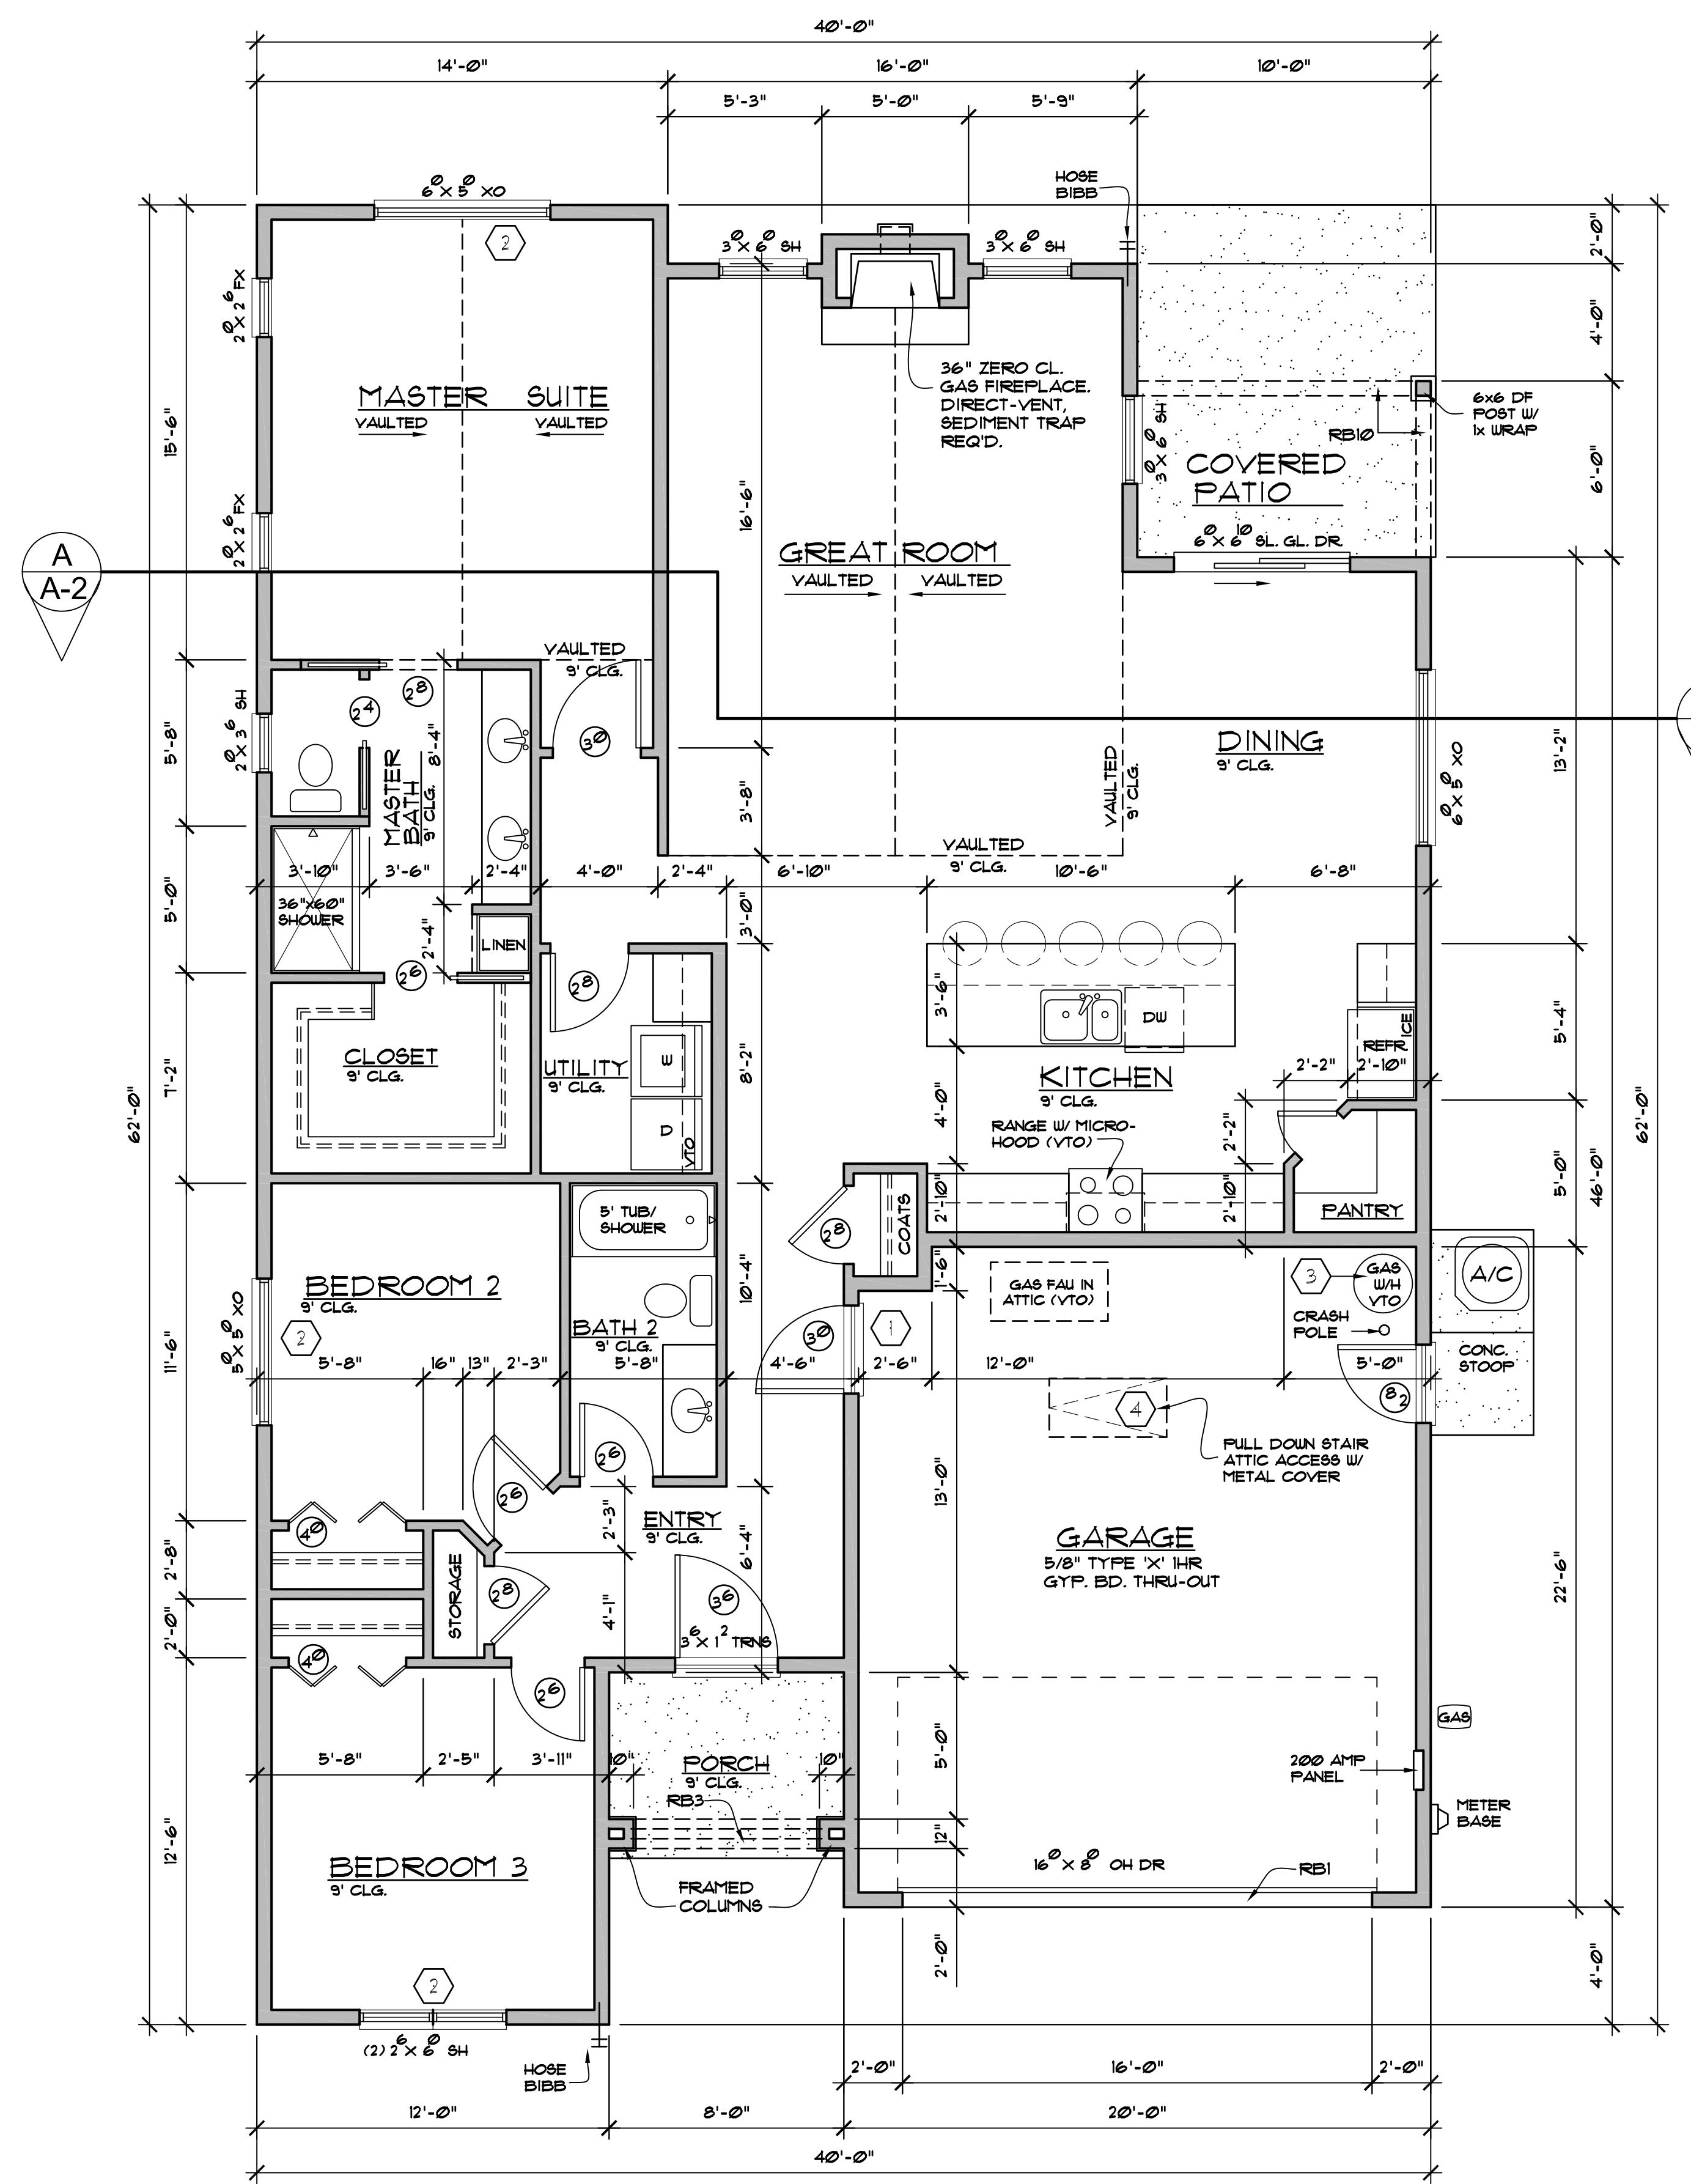 40'-0"
14'-0"
16'-0"
10'-0"
5'-3"
5'-0"
5'-9"
HOSE
BIBB
6⁰ X 5⁰ XO
3⁰ X 6⁰ SH
3⁰ X 6⁰ SH
2
2'-0"
4'-0"
6'-0"
2⁰ X 2⁶ FX
36" ZERO CL.
GAS FIREPLACE.
DIRECT-VENT,
SEDIMENT TRAP
REQ'D.
MASTER SUITE
VAULTED
VAULTED
6x6 DF
POST W/
1x WRAP
RB10
3⁰ X 6⁰ SH
COVERED
PATIO
15'-6"
16'-6"
2⁰ X 2⁶ FX
6⁰ X 6¹⁰ SL. GL. DR.
GREAT ROOM
VAULTED
VAULTED
A
A-2
VAULTED
9' CLG.
2⁸
2⁴
3⁰
2⁰ X 3⁶ SH
5'-8"
8'-4"
MASTER
BATH
9' CLG.
3'-8"
DINING
9' CLG.
VAULTED
9' CLG.
13'-2"
6⁰ X 5⁰ XO
VAULTED
9' CLG.
3'-10"
3'-6"
2'-4"
4'-0"
2'-4"
6'-10"
10'-6"
6'-8"
5'-0"
36"x60"
SHOWER
2'-4"
LINEN
3'-0"
2⁶
2⁸
3'-6"
DW
ICE
REFR.
5'-4"
CLOSET
9' CLG.
UTILITY
9' CLG.
W
D
VTO
7'-2"
8'-2"
KITCHEN
9' CLG.
2'-2"
2'-10"
4'-0"
RANGE W/ MICRO-
HOOD (VTO)
2'-2"
62'-0"
62'-0"
46'-0"
5'-0"
5' TUB/
SHOWER
2⁸
COATS
2'-10"
2'-10"
PANTRY
BEDROOM 2
9' CLG.
10'-4"
1'-6"
GAS FAU IN
ATTIC (VTO)
3
GAS
W/H
VTO
A/C
CRASH
POLE
5⁰ X 5⁰ XO
2
BATH 2
9' CLG.
3⁰
1
CONC.
STOOP
11'-6"
5'-8"
16"
13"
2'-3"
5'-8"
4'-6"
2'-6"
12'-0"
5'-0"
4
8₂
2⁶
2⁶
PULL DOWN STAIR
ATTIC ACCESS W/
METAL COVER
13'-0"
4⁰
2'-3"
ENTRY
9' CLG.
6'-4"
GARAGE
5/8" TYPE 'X' 1HR
GYP. BD. THRU-OUT
2'-8"
STORAGE
2⁸
4'-1"
3⁶
22'-6"
2'-0"
4⁰
3⁶ X 1² TRNS
2⁶
GAS
5'-8"
2'-5"
3'-11"
10"
PORCH
9' CLG.
10"
5'-0"
200 AMP
PANEL
RB3
METER
BASE
12'-6"
12"
BEDROOM 3
9' CLG.
16⁰ X 8⁰ OH DR
RB1
FRAMED
COLUMNS
2'-0"
4'-0"
2
(2) 2⁶ X 6⁰ SH
HOSE
BIBB
2'-0"
16'-0"
2'-0"
12'-0"
8'-0"
20'-0"
40'-0"